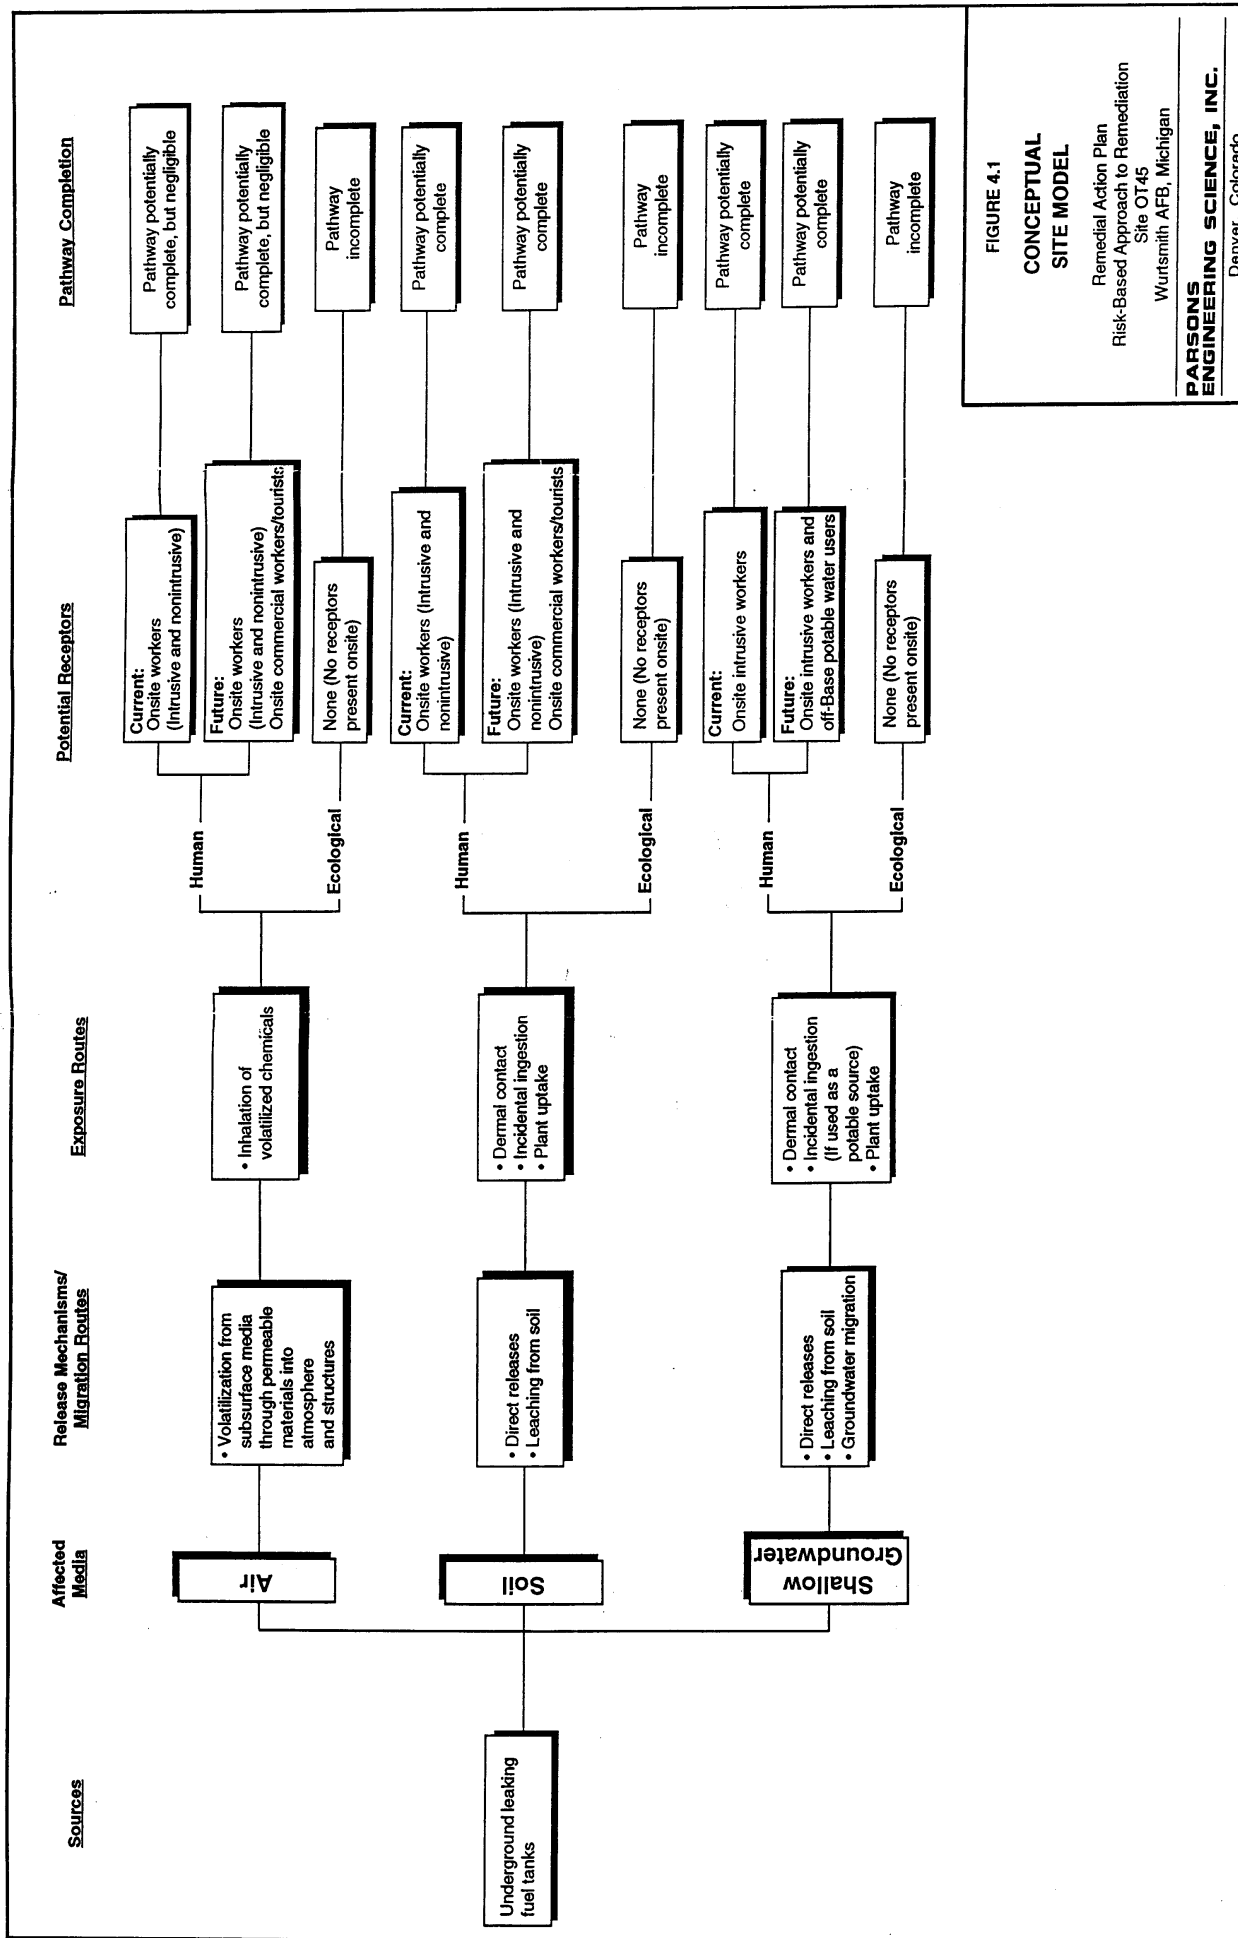 Sources
Affected
Media
Release Mechanisms/
Migration Routes
Exposure Routes
Potential Receptors
Pathway Completion
Underground leaking
fuel tanks
Air
• Volatilization from
subsurface media
through permeable
materials into
atmosphere
and structures
• Inhalation of
volatilized chemicals
Human
Current:
Onsite workers
(Intrusive and nonintrusive)
Pathway potentially
complete, but negligible
Future:
Onsite workers
(Intrusive and nonintrusive)
Onsite commercial workers/tourists
Pathway potentially
complete, but negligible
Ecological
None (No receptors
present onsite)
Pathway
incomplete
Soil
• Direct releases
• Leaching from soil
• Dermal contact
• Incidental ingestion
• Plant uptake
Human
Current:
Onsite workers (Intrusive and
nonintrusive)
Pathway potentially
complete
Future:
Onsite workers (Intrusive and
nonintrusive)
Onsite commercial workers/tourists
Pathway potentially
complete
Ecological
None (No receptors
present onsite)
Pathway
incomplete
Shallow
Groundwater
• Direct releases
• Leaching from soil
• Groundwater migration
• Dermal contact
• Incidental ingestion
(If used as a
potable source)
• Plant uptake
Human
Current:
Onsite intrusive workers
Pathway potentially
complete
Future:
Onsite intrusive workers and
off-Base potable water users
Pathway potentially
complete
Ecological
None (No receptors
present onsite)
Pathway
incomplete
FIGURE 4.1
CONCEPTUAL
SITE MODEL
Remedial Action Plan
Risk-Based Approach to Remediation
Site OT45
Wurtsmith AFB, Michigan
PARSONS
ENGINEERING SCIENCE, INC.
Denver, Colorado